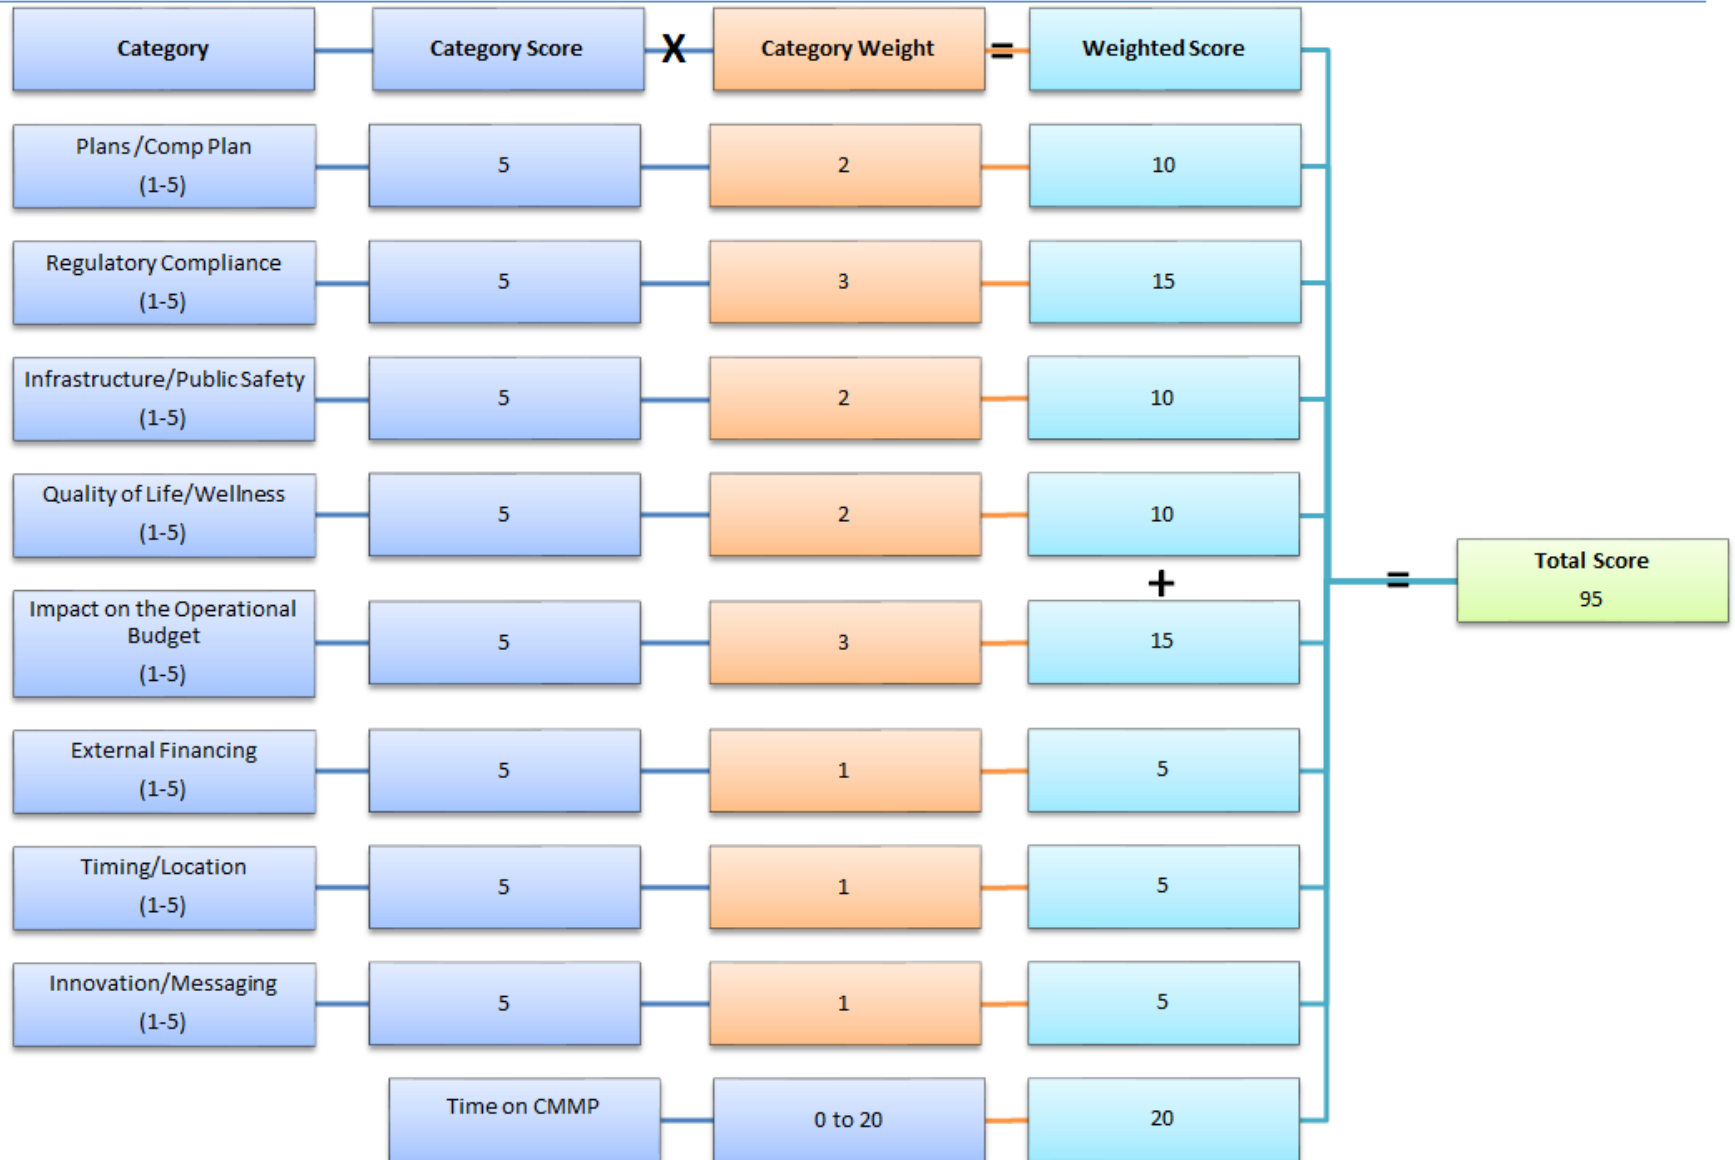 Category
Category Score
X
Category Weight
=
Weighted Score
Plans/Comp Plan
(1-5)
5
2
10
Regulatory Compliance
(1-5)
5
3
15
Infrastructure/Public Safety
(1-5)
5
2
10
Quality of Life/Wellness
(1-5)
5
2
10
+
=
Total Score
95
Impact on the Operational
Budget
(1-5)
5
3
15
External Financing
(1-5)
5
1
5
Timing/Location
(1-5)
5
1
5
Innovation/Messaging
(1-5)
5
1
5
Time on CMMP
0 to 20
20